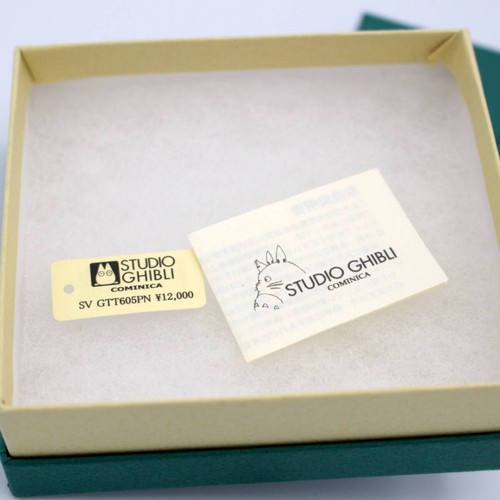 STUDIO
GHIBLI
COMINICA
SV GTT605PN ¥12,000
STUDIO GHIBLI
COMINICA